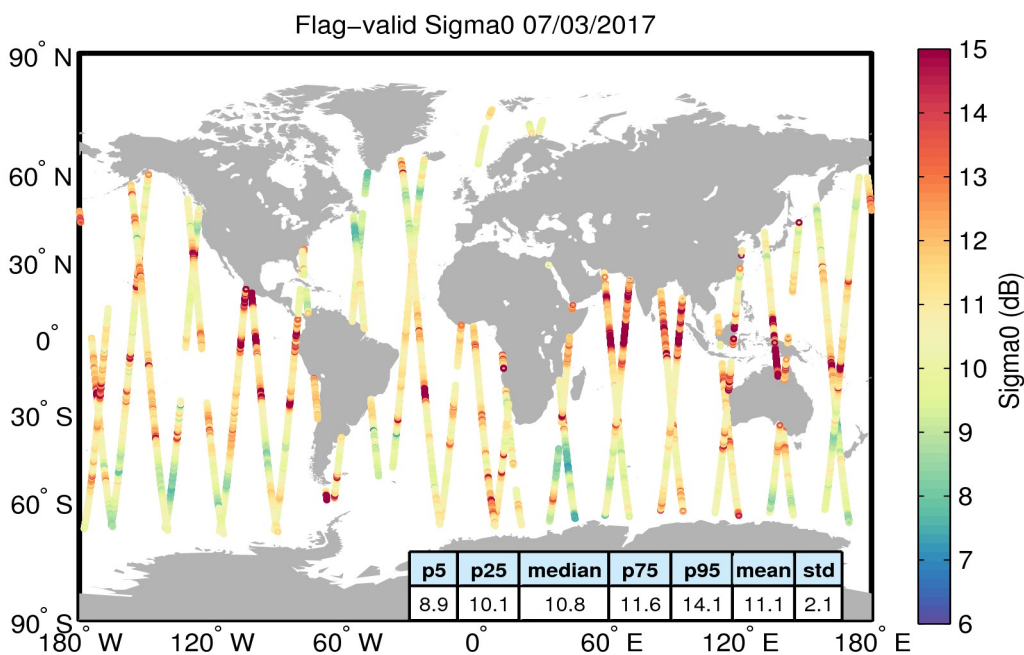 Flag−valid Sigma0 07/03/2017
90° N
60° N
30° N
0°
30° S
60° S
90° S
180° W 120° W 60° W 0° 60° E 120° E 180° E
p5 p25 median p75 p95 mean std
8.9 10.1 10.8 11.6 14.1 11.1 2.1
15
14
13
12
11
10
9
8
7
6
Sigma0 (dB)